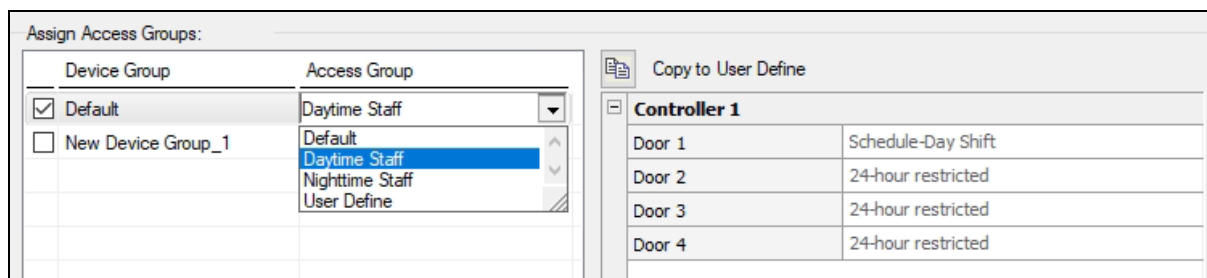 Assign Access Groups:
Device Group Access Group
Default Daytime Staff
New Device Group_1
Default
Daytime Staff
Nighttime Staff
User Define
Copy to User Define
Controller 1
Door 1 Schedule-Day Shift
Door 2 24-hour restricted
Door 3 24-hour restricted
Door 4 24-hour restricted